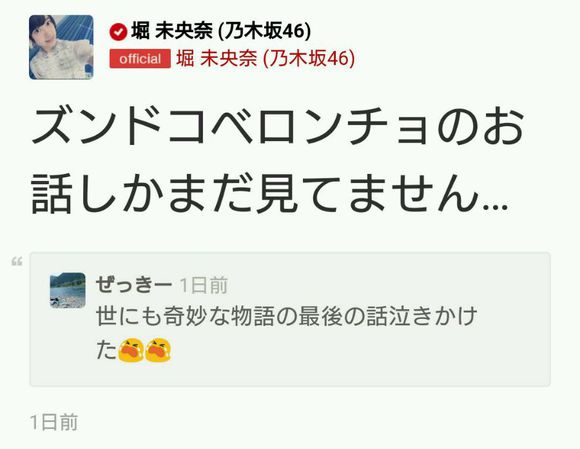 堀 未央奈 (乃木坂46)
official 堀 未央奈 (乃木坂46)
ズンドコベロンチョのお
話しかまだ見てません...
ぜっきー 1日前
世にも奇妙な物語の最後の話泣きかけ
た😭😭
1日前